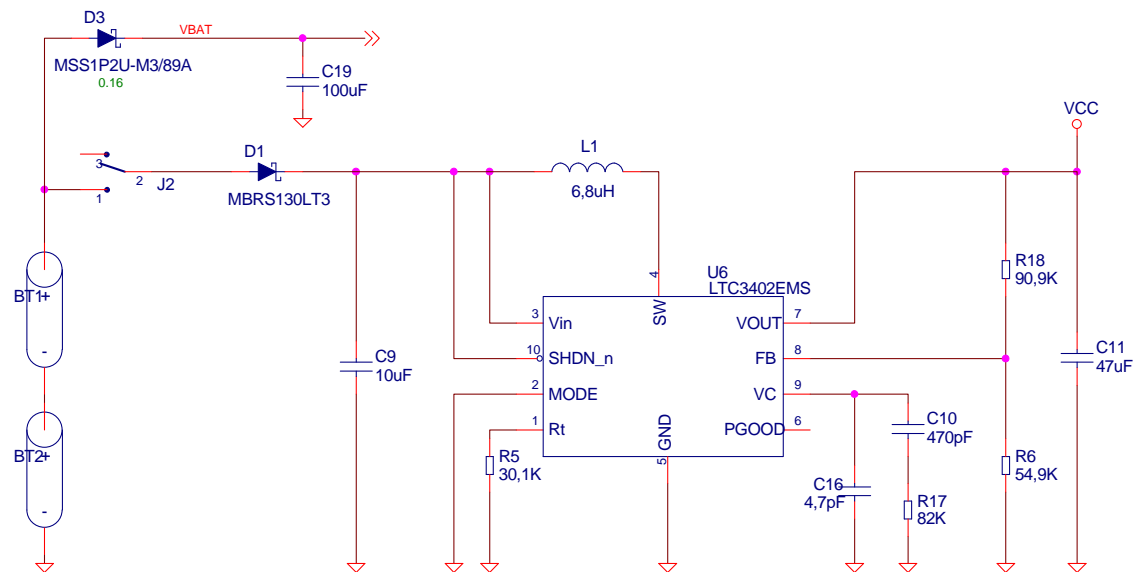 D3
VBAT
MSS1P2U-M3/89A
0.16
C19
100uF
VCC
D1
L1
3
2
J2
1
MBRS130LT3
6,8uH
R18
90,9K
4
U6
LTC3402EMS
BT1
+
-
SW
3
Vin
VOUT
7
10
SHDN_n
FB
8
C9
10uF
C11
47uF
2
MODE
VC
9
1
Rt
PGOOD
6
GND
5
C10
470pF
BT2
+
-
R5
30,1K
R6
54,9K
C16
4,7pF
R17
82K